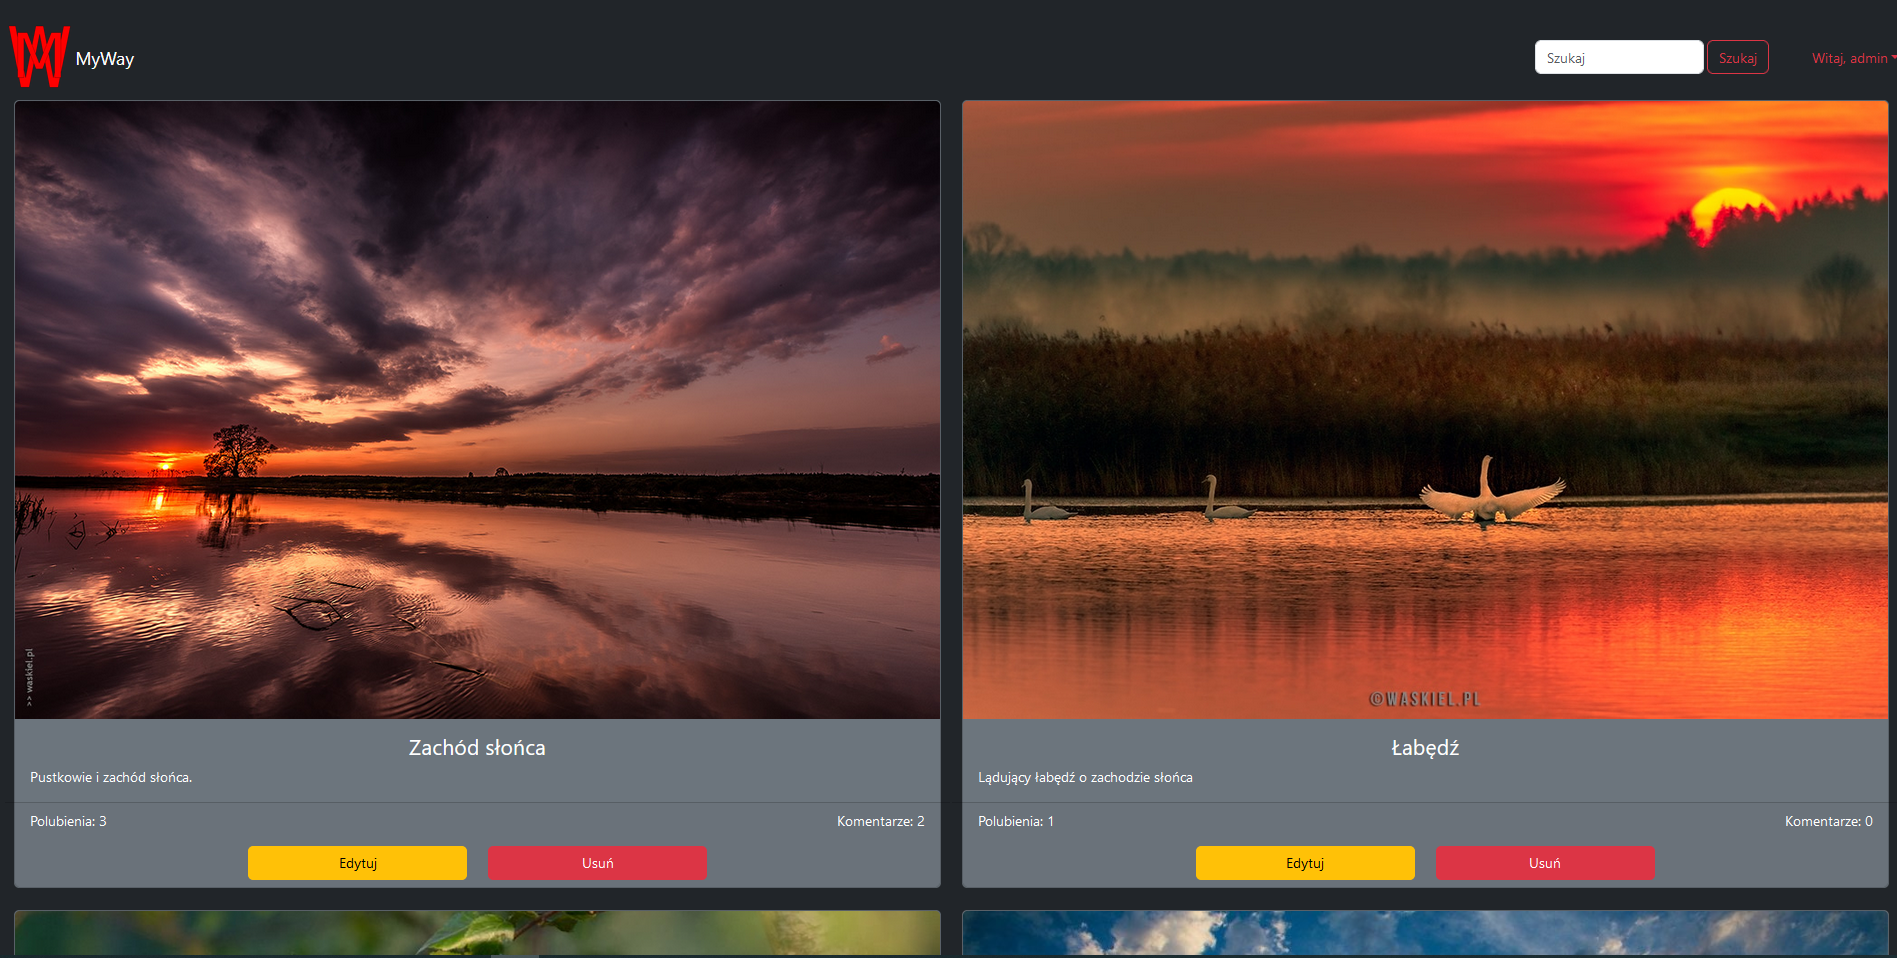 MyWay
Szukaj
Szukaj
Witaj, admin
>> waskiel.pl
©WASKIEL.PL
Zachód słońca
Pustkowie i zachód słońca.
Polubienia: 3
Komentarze: 2
Edytuj
Usuń
Łabędź
Lądujący łabędź o zachodzie słońca
Polubienia: 1
Komentarze: 0
Edytuj
Usuń